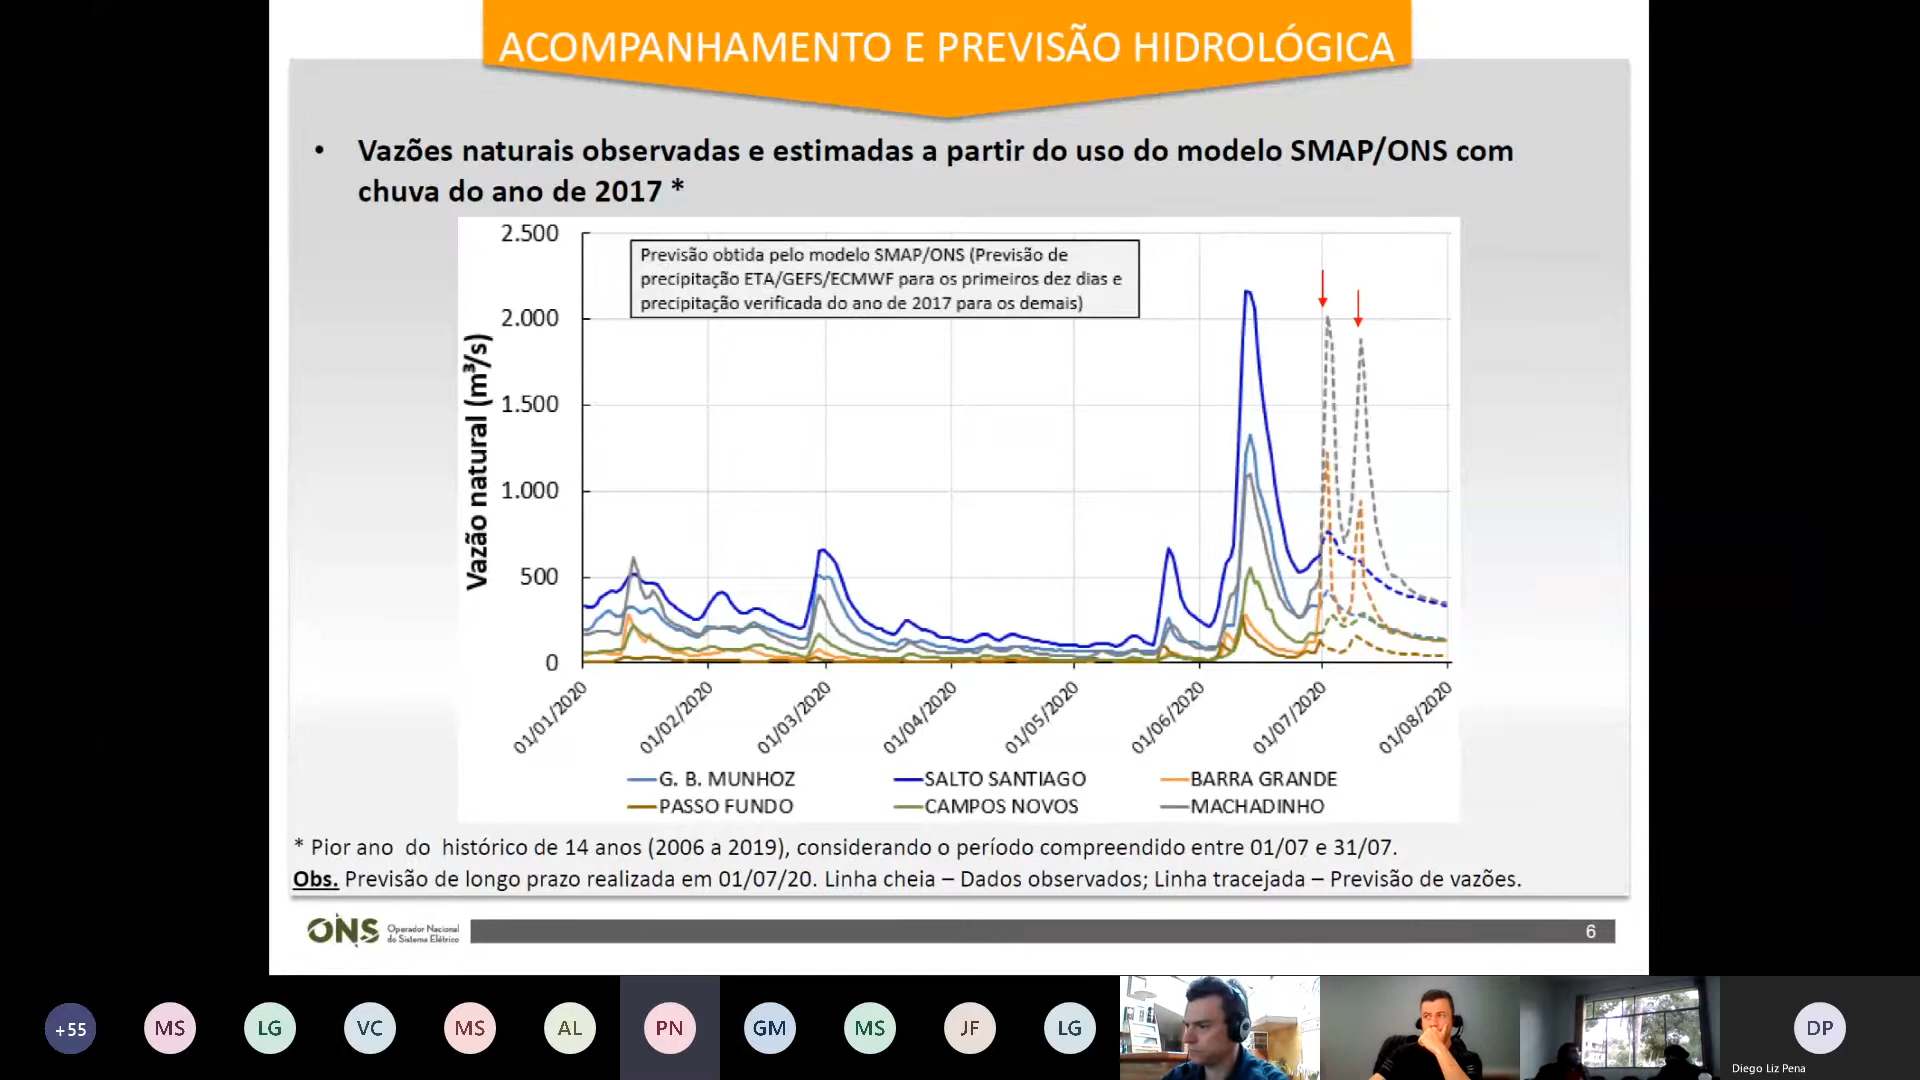 ACOMPANHAMENTO E PREVISÃO HIDROLÓGICA
• Vazões naturais observadas e estimadas a partir do uso do modelo SMAP/ONS com
chuva do ano de 2017 *
Previsão obtida pelo modelo SMAP/ONS (Previsão de
precipitação ETA/GEFS/ECMWF para os primeiros dez dias e
precipitação verificada do ano de 2017 para os demais)
Vazão natural (m³/s)
2.500
2.000
1.500
1.000
500
0
01/01/2020 01/02/2020 01/03/2020 01/04/2020 01/05/2020 01/06/2020 01/07/2020 01/08/2020
G. B. MUNHOZ SALTO SANTIAGO BARRA GRANDE
PASSO FUNDO CAMPOS NOVOS MACHADINHO
* Pior ano do histórico de 14 anos (2006 a 2019), considerando o período compreendido entre 01/07 e 31/07.
Obs. Previsão de longo prazo realizada em 01/07/20. Linha cheia – Dados observados; Linha tracejada – Previsão de vazões.
ONS Operador Nacional
do Sistema Elétrico
6
+55 MS LG VC MS AL PN GM MS JF LG DP
Diego Liz Pena